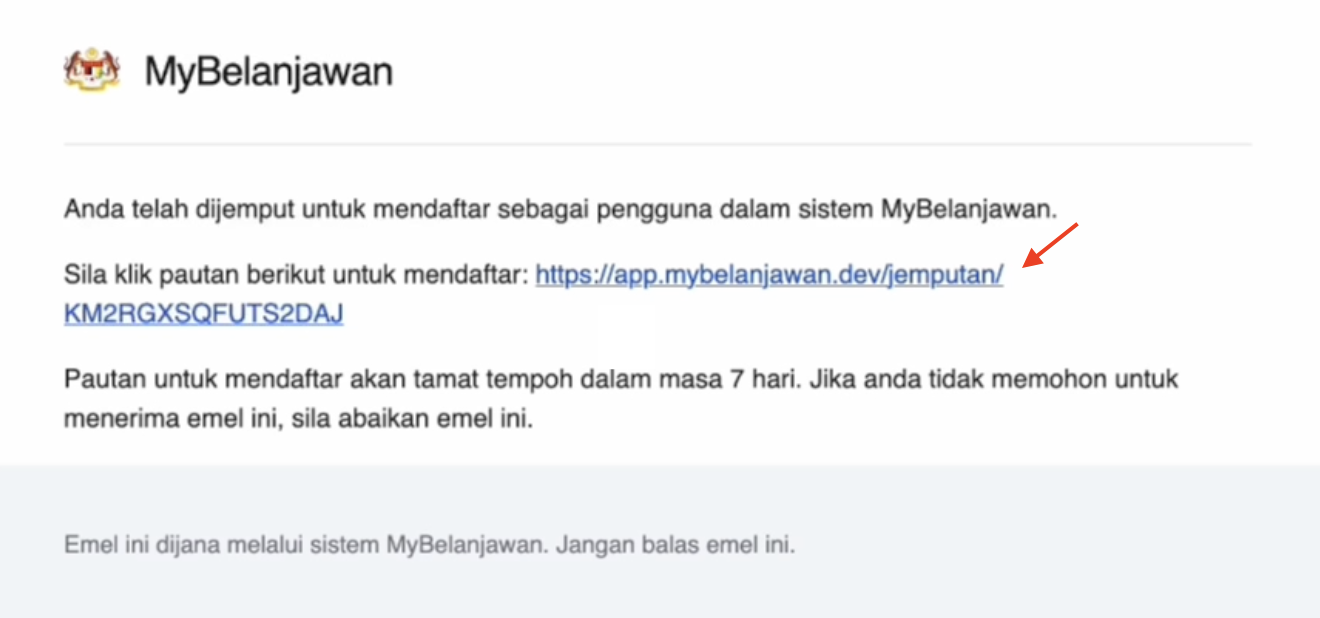 MyBelanjawan
Anda telah dijemput untuk mendaftar sebagai pengguna dalam sistem MyBelanjawan.
Sila klik pautan berikut untuk mendaftar: https://app.mybelanjawan.dev/jemputan/
KM2RGXSQFUTS2DAJ
Pautan untuk mendaftar akan tamat tempoh dalam masa 7 hari. Jika anda tidak memohon untuk
menerima emel ini, sila abaikan emel ini.
Emel ini dijana melalui sistem MyBelanjawan. Jangan balas emel ini.